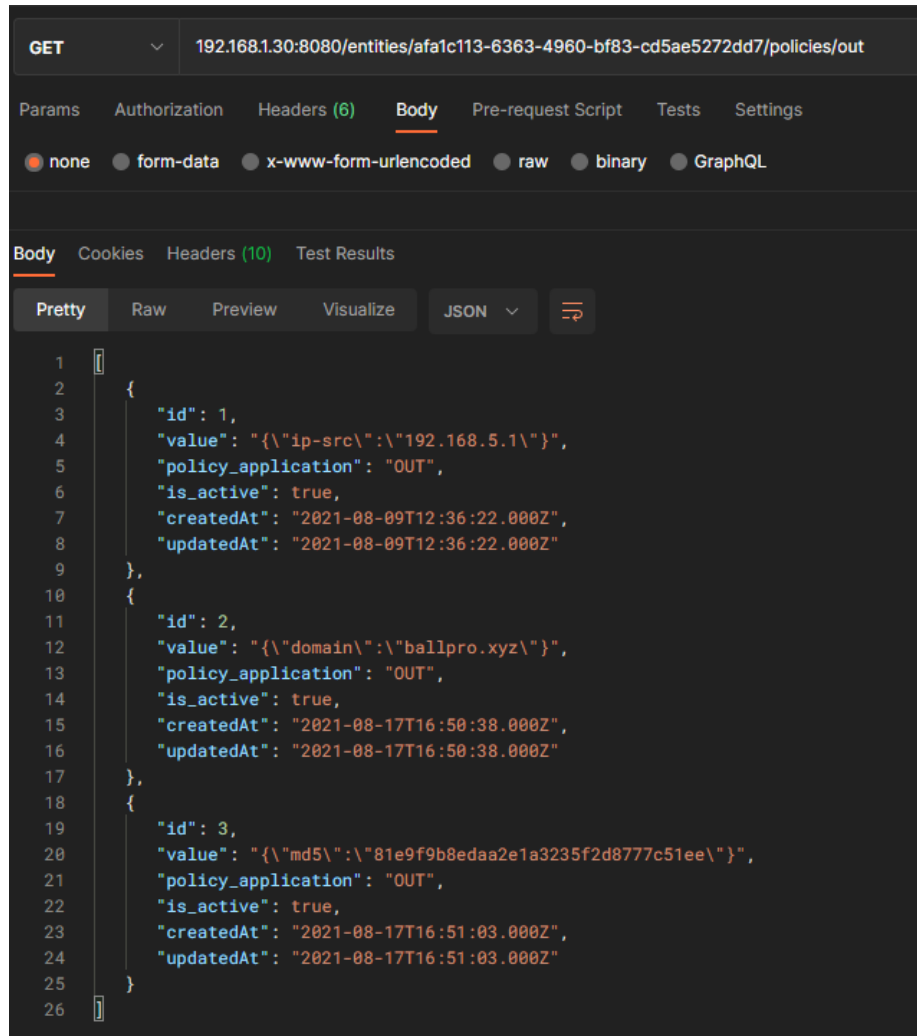 GET 192.168.1.30:8080/entities/afa1c113-6363-4960-bf83-cd5ae5272dd7/policies/out
Params Authorization Headers (6) Body Pre-request Script Tests Settings
none form-data x-www-form-urlencoded raw binary GraphQL
Body Cookies Headers (10) Test Results
Pretty Raw Preview Visualize JSON
1 [
2 {
3 "id": 1,
4 "value": "{\"ip-src\":\"192.168.5.1\"}",
5 "policy_application": "OUT",
6 "is_active": true,
7 "createdAt": "2021-08-09T12:36:22.000Z",
8 "updatedAt": "2021-08-09T12:36:22.000Z"
9 },
10 {
11 "id": 2,
12 "value": "{\"domain\":\"ballpro.xyz\"}",
13 "policy_application": "OUT",
14 "is_active": true,
15 "createdAt": "2021-08-17T16:50:38.000Z",
16 "updatedAt": "2021-08-17T16:50:38.000Z"
17 },
18 {
19 "id": 3,
20 "value": "{\"md5\":\"81e9f9b8edaa2e1a3235f2d8777c51ee\"}",
21 "policy_application": "OUT",
22 "is_active": true,
23 "createdAt": "2021-08-17T16:51:03.000Z",
24 "updatedAt": "2021-08-17T16:51:03.000Z"
25 }
26 ]